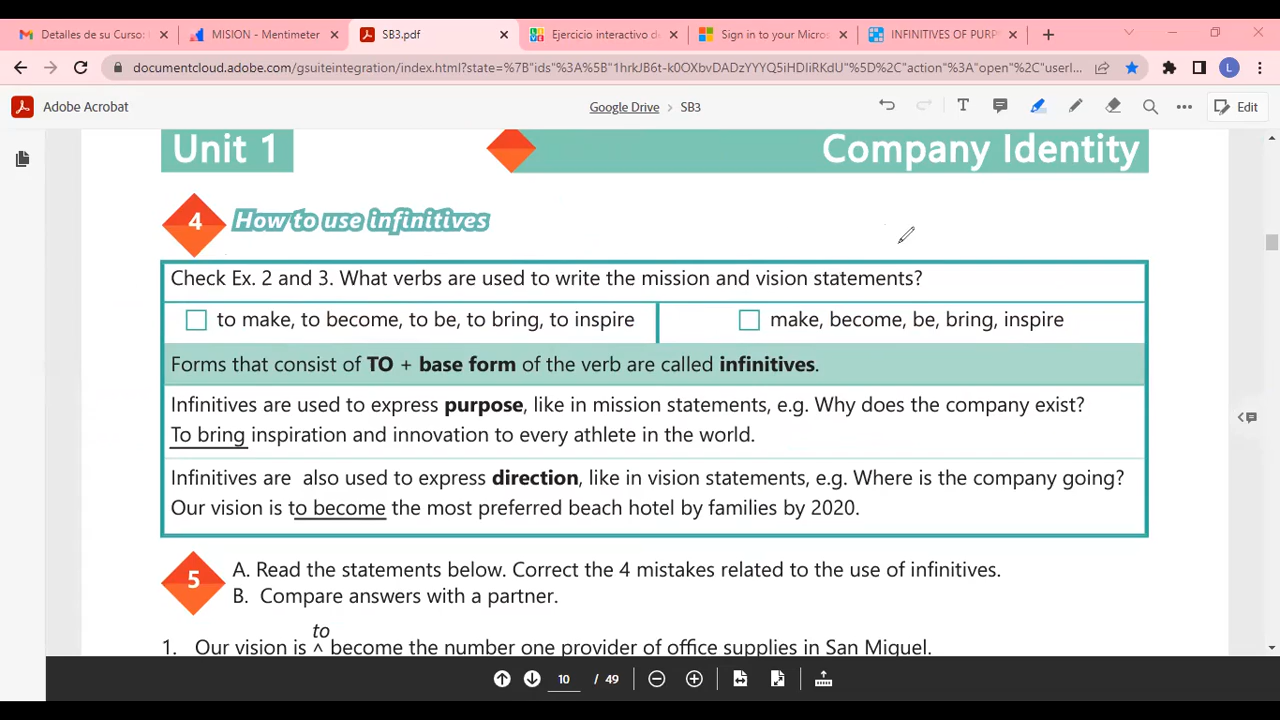 Detalles de su Curso:
MISION - Mentimeter
SB3.pdf
Ejercicio interactivo de
Sign in to your Micros
INFINITIVES OF PURP
documentcloud.adobe.com/gsuiteintegration/index.html?state=%7B"ids"%3A%5B"1hrkJB6t-k0OXbvDADzYYYQ5iHDIiRKdU"%5D%2C"action"%3A"open"%2C"userI...
L
Adobe Acrobat
Google Drive > SB3
Edit
Unit 1
Company Identity
4 How to use infinitives
Check Ex. 2 and 3. What verbs are used to write the mission and vision statements?
to make, to become, to be, to bring, to inspire
make, become, be, bring, inspire
Forms that consist of TO + base form of the verb are called infinitives.
Infinitives are used to express purpose, like in mission statements, e.g. Why does the company exist?
To bring inspiration and innovation to every athlete in the world.
Infinitives are also used to express direction, like in vision statements, e.g. Where is the company going?
Our vision is to become the most preferred beach hotel by families by 2020.
5 A. Read the statements below. Correct the 4 mistakes related to the use of infinitives.
B. Compare answers with a partner.
to
1. Our vision is ^ become the number one provider of office supplies in San Miguel.
10 / 49